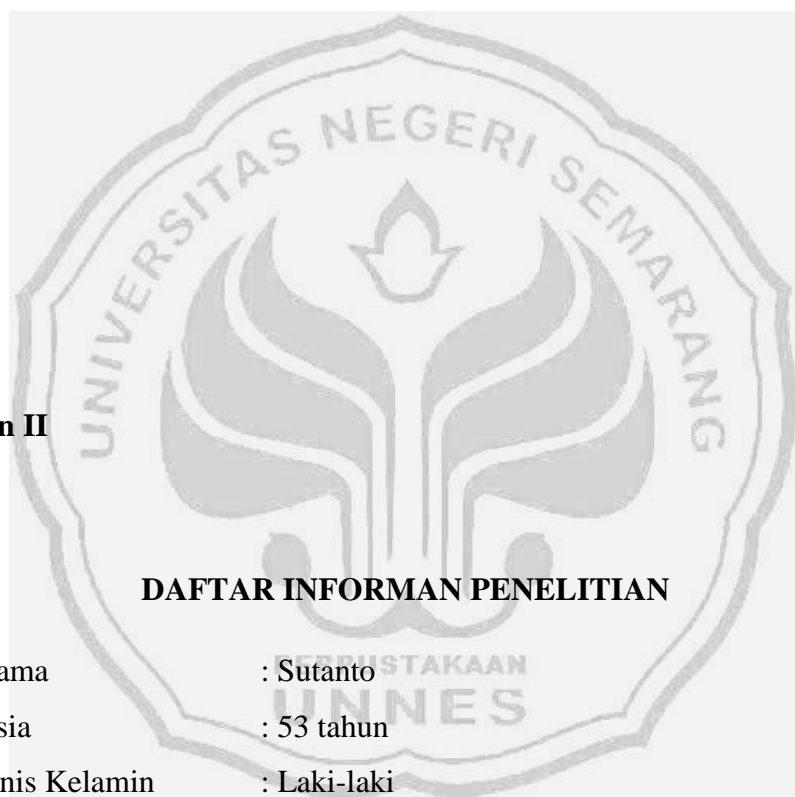 UNIVERSITAS NEGERI SEMARANG
n II
DAFTAR INFORMAN PENELITIAN
ama : Sutanto
PERPUSTAKAAN
UNNES
sia : 53 tahun
nis Kelamin : Laki-laki